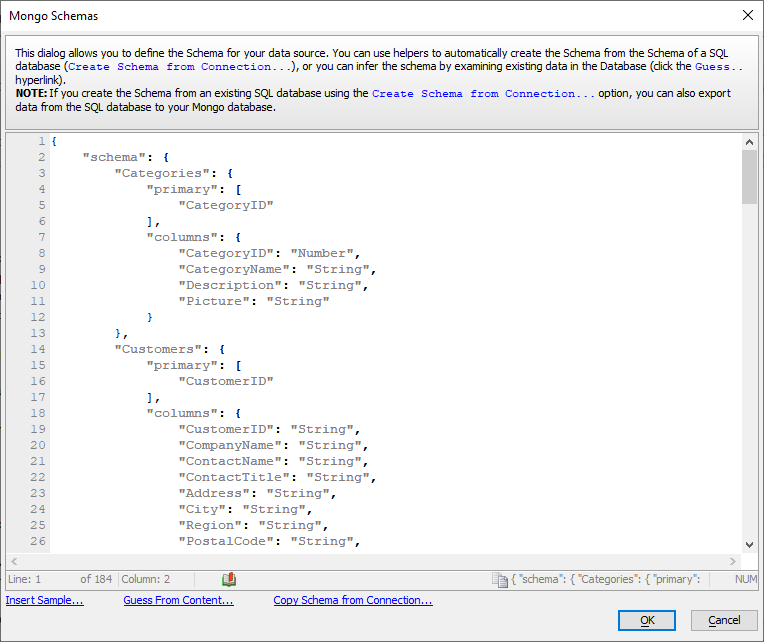 Mongo Schemas
This dialog allows you to define the Schema for your data source. You can use helpers to automatically create the Schema from the Schema of a SQL
database (Create Schema from Connection...), or you can infer the schema by examining existing data in the Database (click the Guess..
hyperlink).
NOTE: If you create the Schema from an existing SQL database using the Create Schema from Connection... option, you can also export
data from the SQL database to your Mongo database.
1 {
2 "schema": {
3 "Categories": {
4 "primary": [
5 "CategoryID"
6 ],
7 "columns": {
8 "CategoryID": "Number",
9 "CategoryName": "String",
10 "Description": "String",
11 "Picture": "String"
12 }
13 },
14 "Customers": {
15 "primary": [
16 "CustomerID"
17 ],
18 "columns": {
19 "CustomerID": "String",
20 "CompanyName": "String",
21 "ContactName": "String",
22 "ContactTitle": "String",
23 "Address": "String",
24 "City": "String",
25 "Region": "String",
26 "PostalCode": "String",
Line: 1 of 184 Column: 2 { "schema": { "Categories": { "primary": NUM
Insert Sample... Guess From Content... Copy Schema from Connection...
OK Cancel